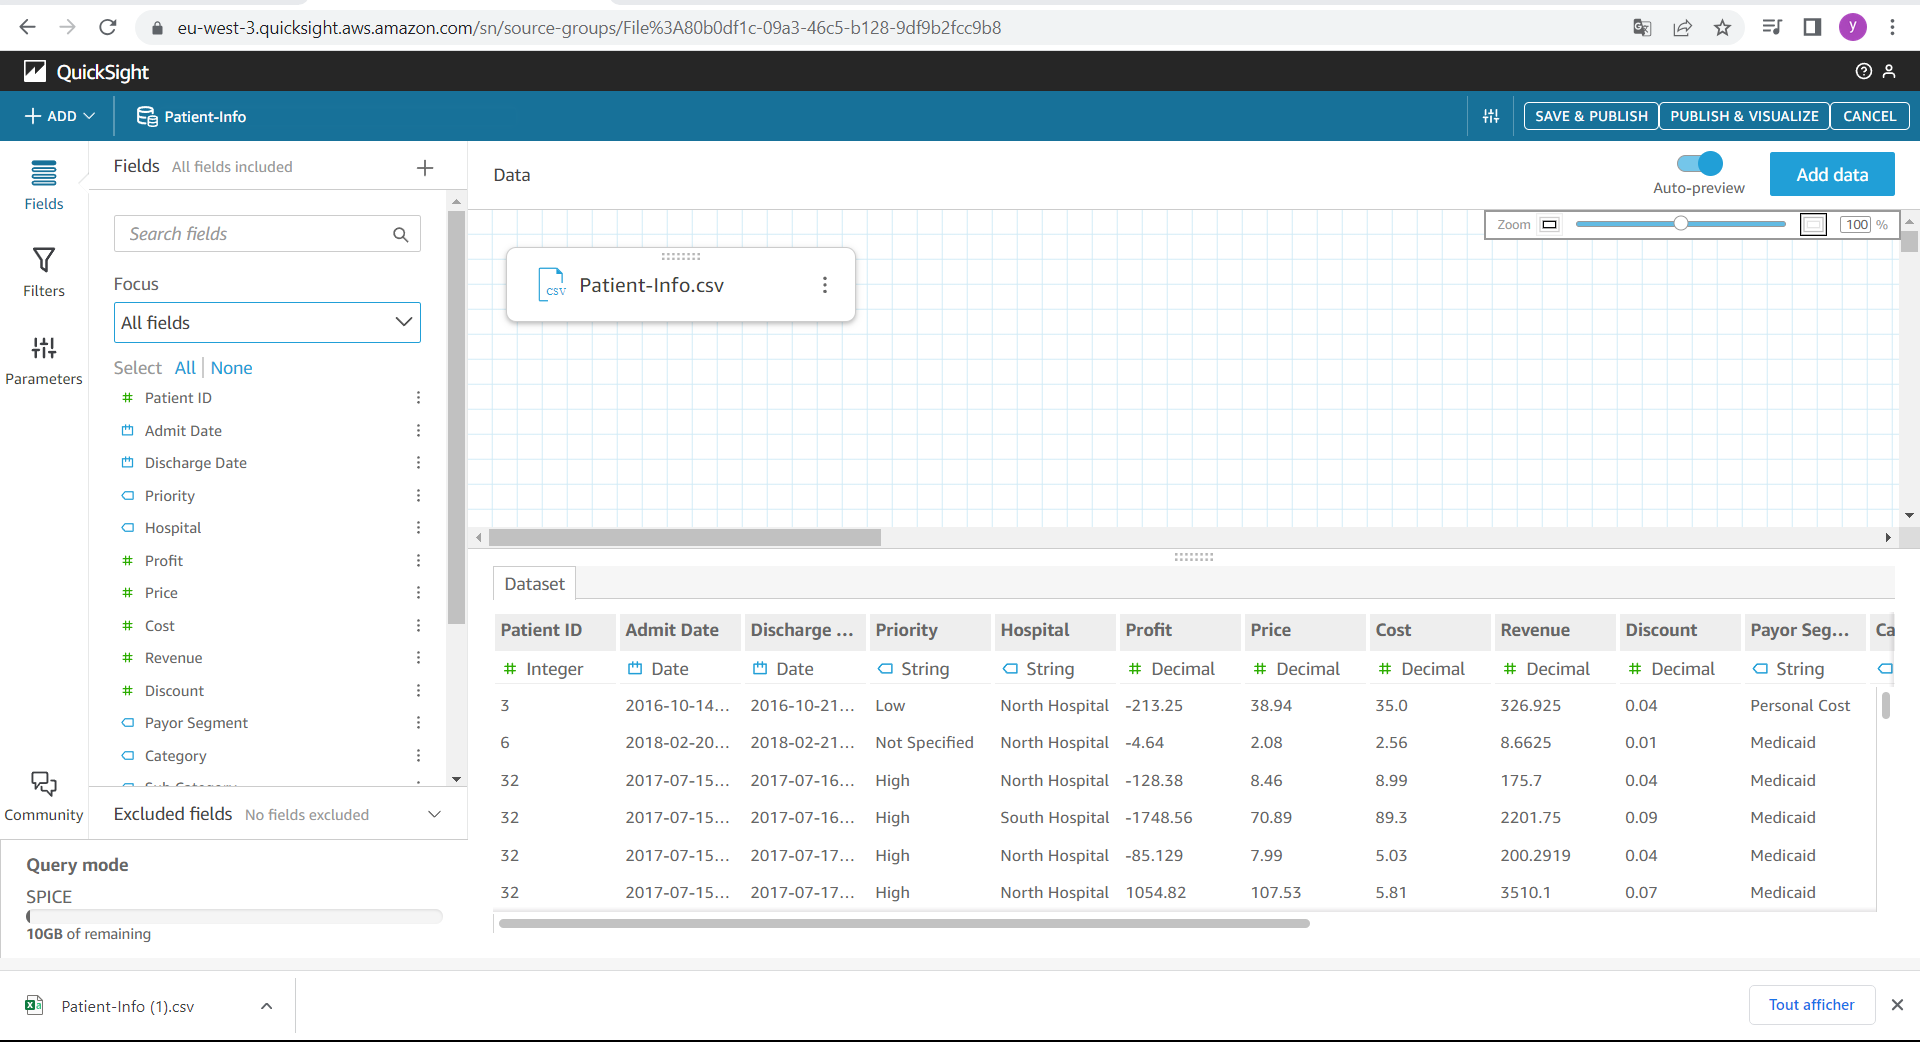 eu-west-3.quicksight.aws.amazon.com/sn/source-groups/File%3A80b0df1c-09a3-46c5-b128-9df9b2fcc9b8
y
QuickSight
ADD
Patient-Info
SAVE & PUBLISH
PUBLISH & VISUALIZE
CANCEL
Fields
Filters
Parameters
Community
Fields All fields included
Search fields
Focus
All fields
Select All None
Patient ID
Admit Date
Discharge Date
Priority
Hospital
Profit
Price
Cost
Revenue
Discount
Payor Segment
Category
Excluded fields No fields excluded
Query mode
SPICE
10GB of remaining
Data
Auto-preview
Add data
Zoom 100 %
CSV Patient-Info.csv
Dataset
Patient ID Admit Date Discharge ... Priority Hospital Profit Price Cost Revenue Discount Payor Seg... Ca
# Integer Date Date String String # Decimal # Decimal # Decimal # Decimal # Decimal String
3 2016-10-14... 2016-10-21... Low North Hospital -213.25 38.94 35.0 326.925 0.04 Personal Cost
6 2018-02-20... 2018-02-21... Not Specified North Hospital -4.64 2.08 2.56 8.6625 0.01 Medicaid
32 2017-07-15... 2017-07-16... High North Hospital -128.38 8.46 8.99 175.7 0.04 Medicaid
32 2017-07-15... 2017-07-16... High South Hospital -1748.56 70.89 89.3 2201.75 0.09 Medicaid
32 2017-07-15... 2017-07-17... High North Hospital -85.129 7.99 5.03 200.2919 0.04 Medicaid
32 2017-07-15... 2017-07-17... High North Hospital 1054.82 107.53 5.81 3510.1 0.07 Medicaid
Patient-Info (1).csv
Tout afficher